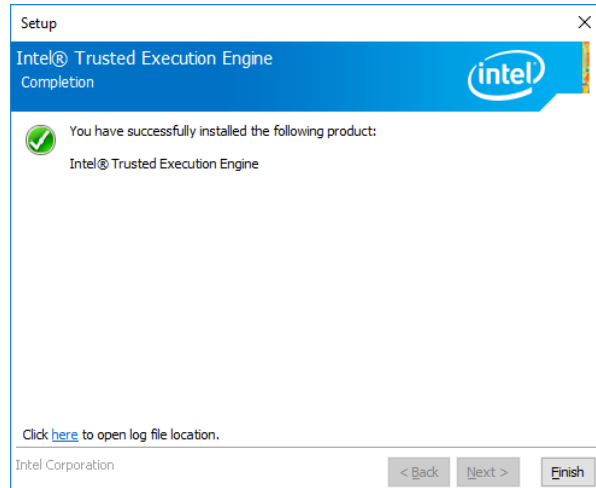 Setup
Intel® Trusted Execution Engine
Completion
intel
You have successfully installed the following product:
Intel® Trusted Execution Engine
Click here to open log file location.
Intel Corporation
< Back Next > Finish